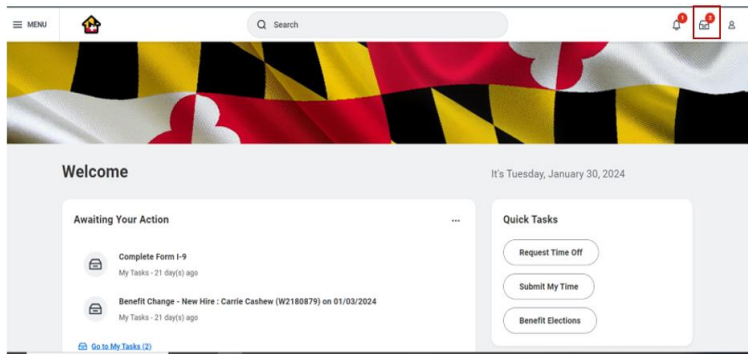 MENU
Search
1
Welcome
It's Tuesday, January 30, 2024
Awaiting Your Action
...
Complete Form I-9
My Tasks - 21 day(s) ago
Benefit Change - New Hire : Carrie Cashew (W2180879) on 01/03/2024
My Tasks - 21 day(s) ago
Go to My Tasks (2)
Quick Tasks
Request Time Off
Submit My Time
Benefit Elections